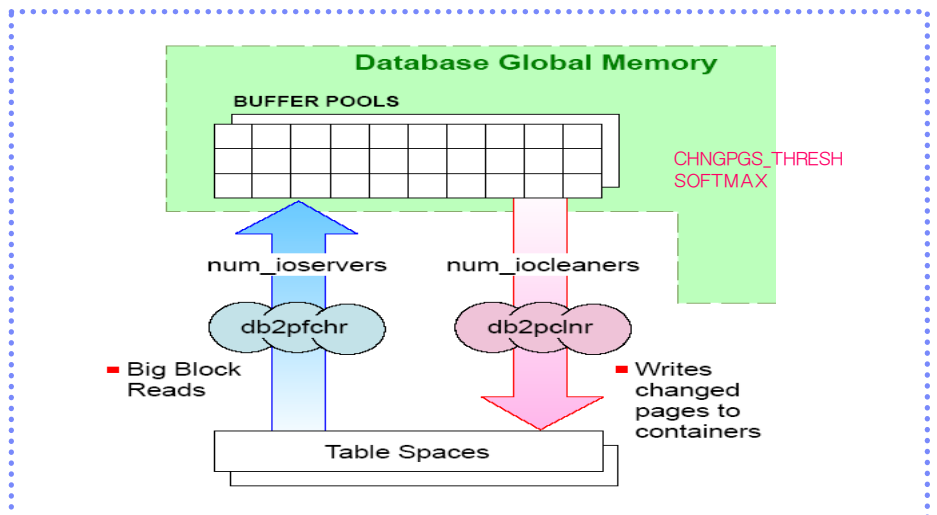 Database Global Memory
BUFFER POOLS
CHNGPGS_THRESH
SOFTMAX
num_ioservers
num_iocleaners
db2pfchr
db2pclnr
Big Block
Reads
Writes
changed
pages to
containers
Table Spaces